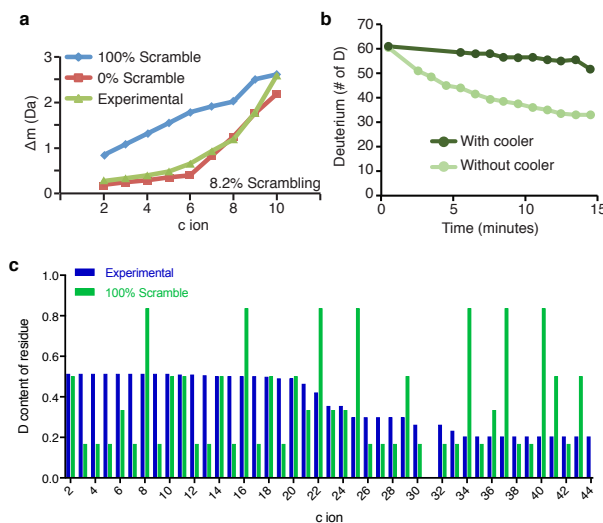 a
100% Scramble
0% Scramble
Experimental
Δm (Da)
3
2
1
0
2 4 6 8 10
8.2% Scrambling
c ion
b
Deuterium (# of D)
70
60
50
40
30
20
10
0
With cooler
Without cooler
0 5 10 15
Time (minutes)
c
Experimental
100% Scramble
D content of residue
1.0
0.8
0.6
0.4
0.2
0.0
2 4 6 8 10 12 14 16 18 20 22 24 26 28 30 32 34 36 38 40 42 44
c ion